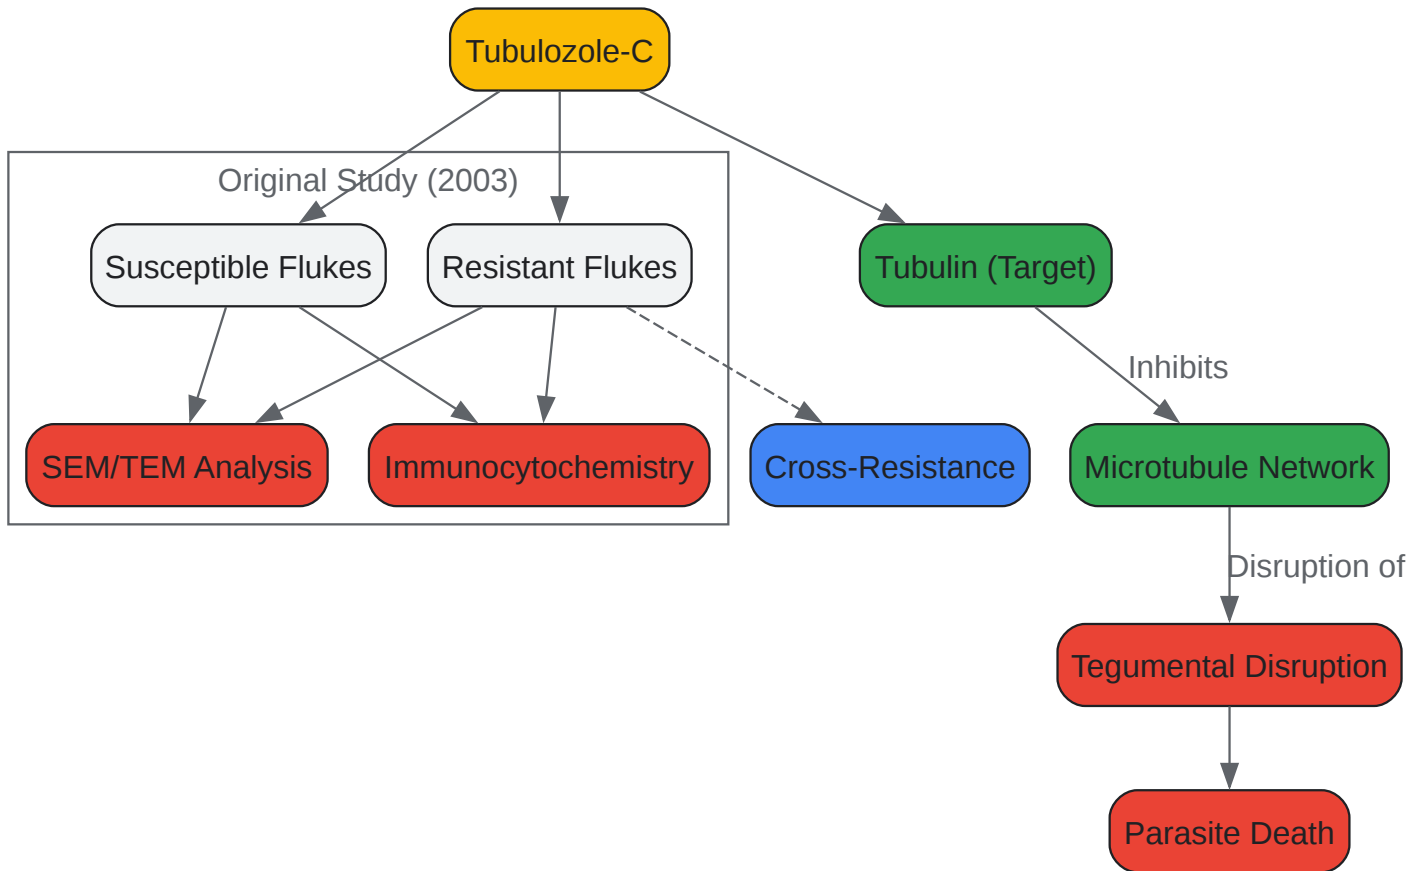 Tubulozole-C
Original Study (2003)
Susceptible Flukes
Resistant Flukes
Tubulin (Target)
Inhibits
SEM/TEM Analysis
Immunocytochemistry
Cross-Resistance
Microtubule Network
Disruption of
Tegumental Disruption
Parasite Death